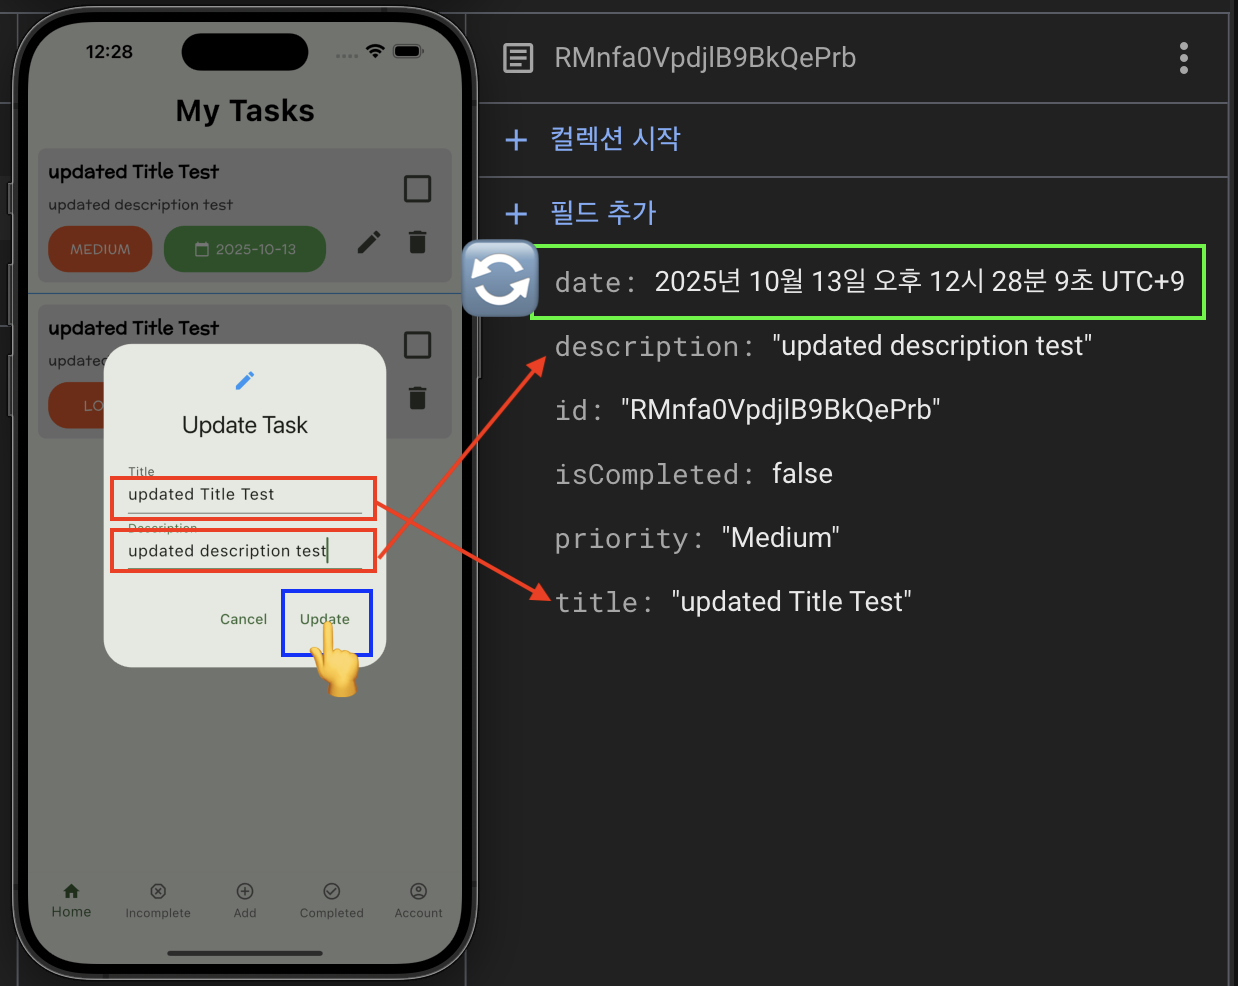 12:28
My Tasks
updated Title Test
updated description test
MEDIUM
2025-10-13
updated Title Test
updated
LO
Update Task
Title
updated Title Test
Description
updated description test
Cancel
Update
Home
Incomplete
Add
Completed
Account
RMnfa0VpdjlB9BkQePrb
+ 컬렉션 시작
+ 필드 추가
date: 2025년 10월 13일 오후 12시 28분 9초 UTC+9
description: "updated description test"
id: "RMnfa0VpdjlB9BkQePrb"
isCompleted: false
priority: "Medium"
title: "updated Title Test"